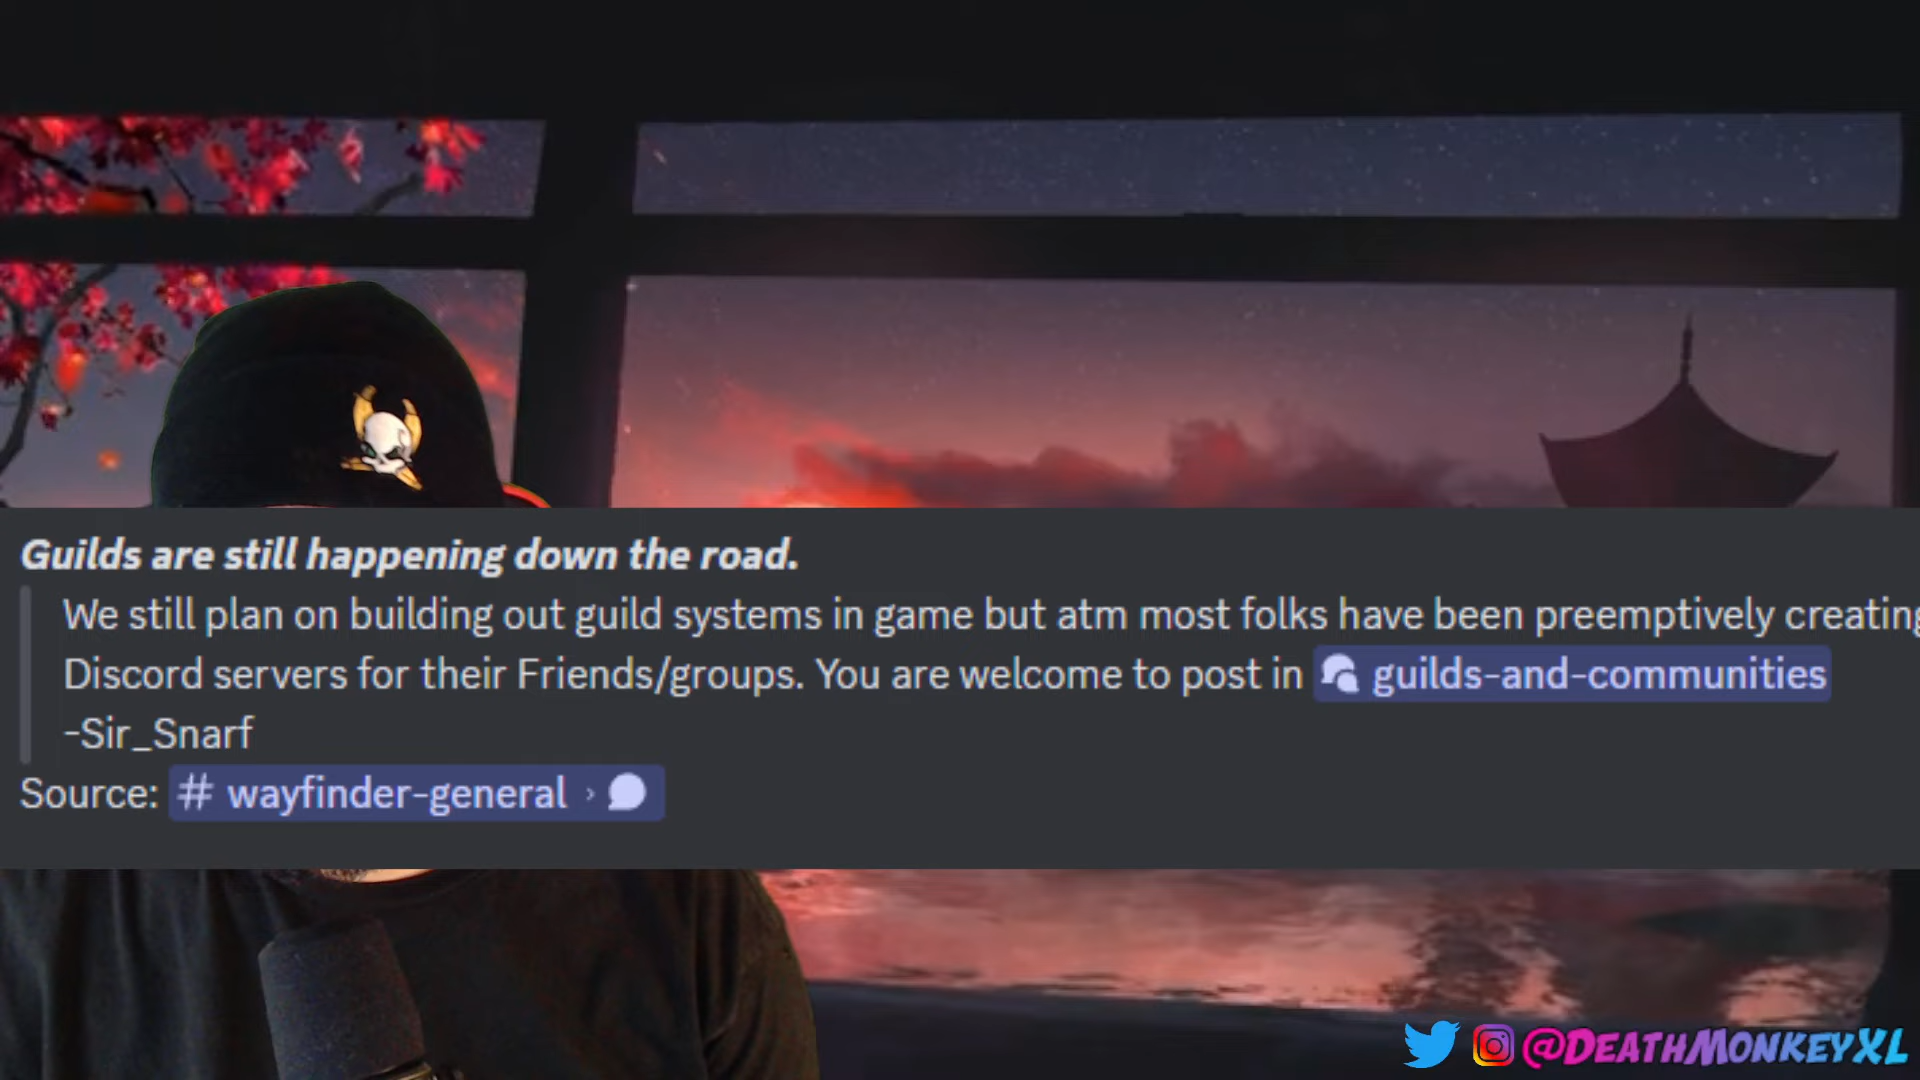 Guilds are still happening down the road.
We still plan on building out guild systems in game but atm most folks have been preemptively creating
Discord servers for their Friends/groups. You are welcome to post in guilds-and-communities
-Sir_Snarf
Source: # wayfinder-general ›
@DEATHMONKEYXL